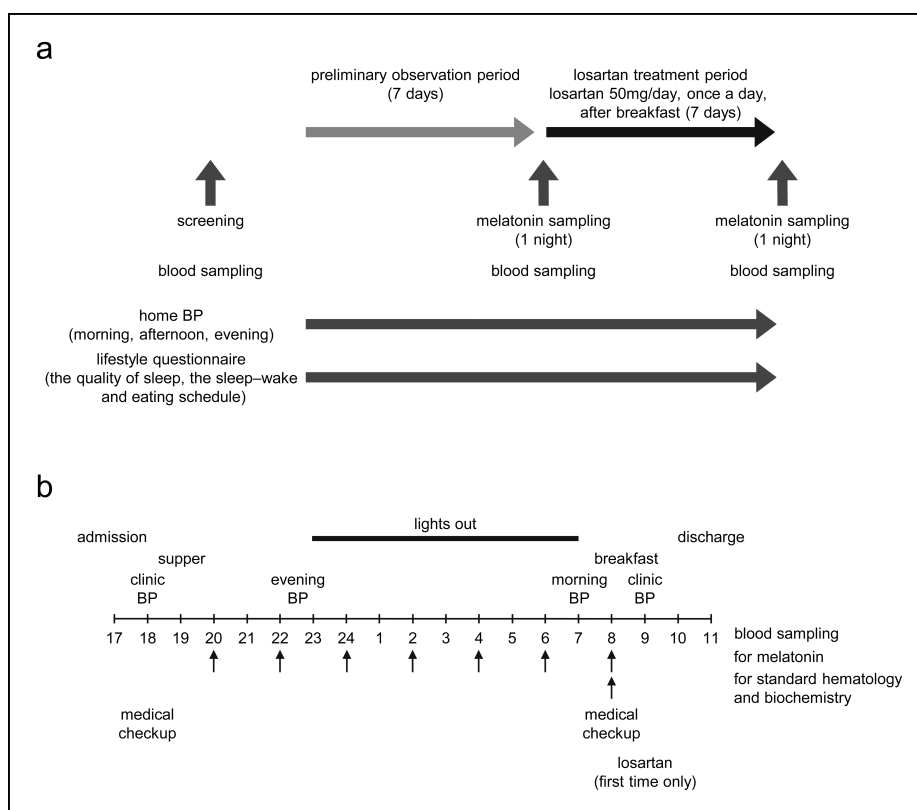 a
preliminary observation period
(7 days)
losartan treatment period
losartan 50mg/day, once a day,
after breakfast (7 days)
screening
melatonin sampling
(1 night)
melatonin sampling
(1 night)
blood sampling
blood sampling
blood sampling
home BP
(morning, afternoon, evening)
lifestyle questionnaire
(the quality of sleep, the sleep–wake
and eating schedule)
b
lights out
admission
discharge
supper
breakfast
clinic
BP
evening
BP
morning
BP
clinic
BP
17 18 19 20 21 22 23 24 1 2 3 4 5 6 7 8 9 10 11
blood sampling
for melatonin
for standard hematology
and biochemistry
medical
checkup
medical
checkup
losartan
(first time only)